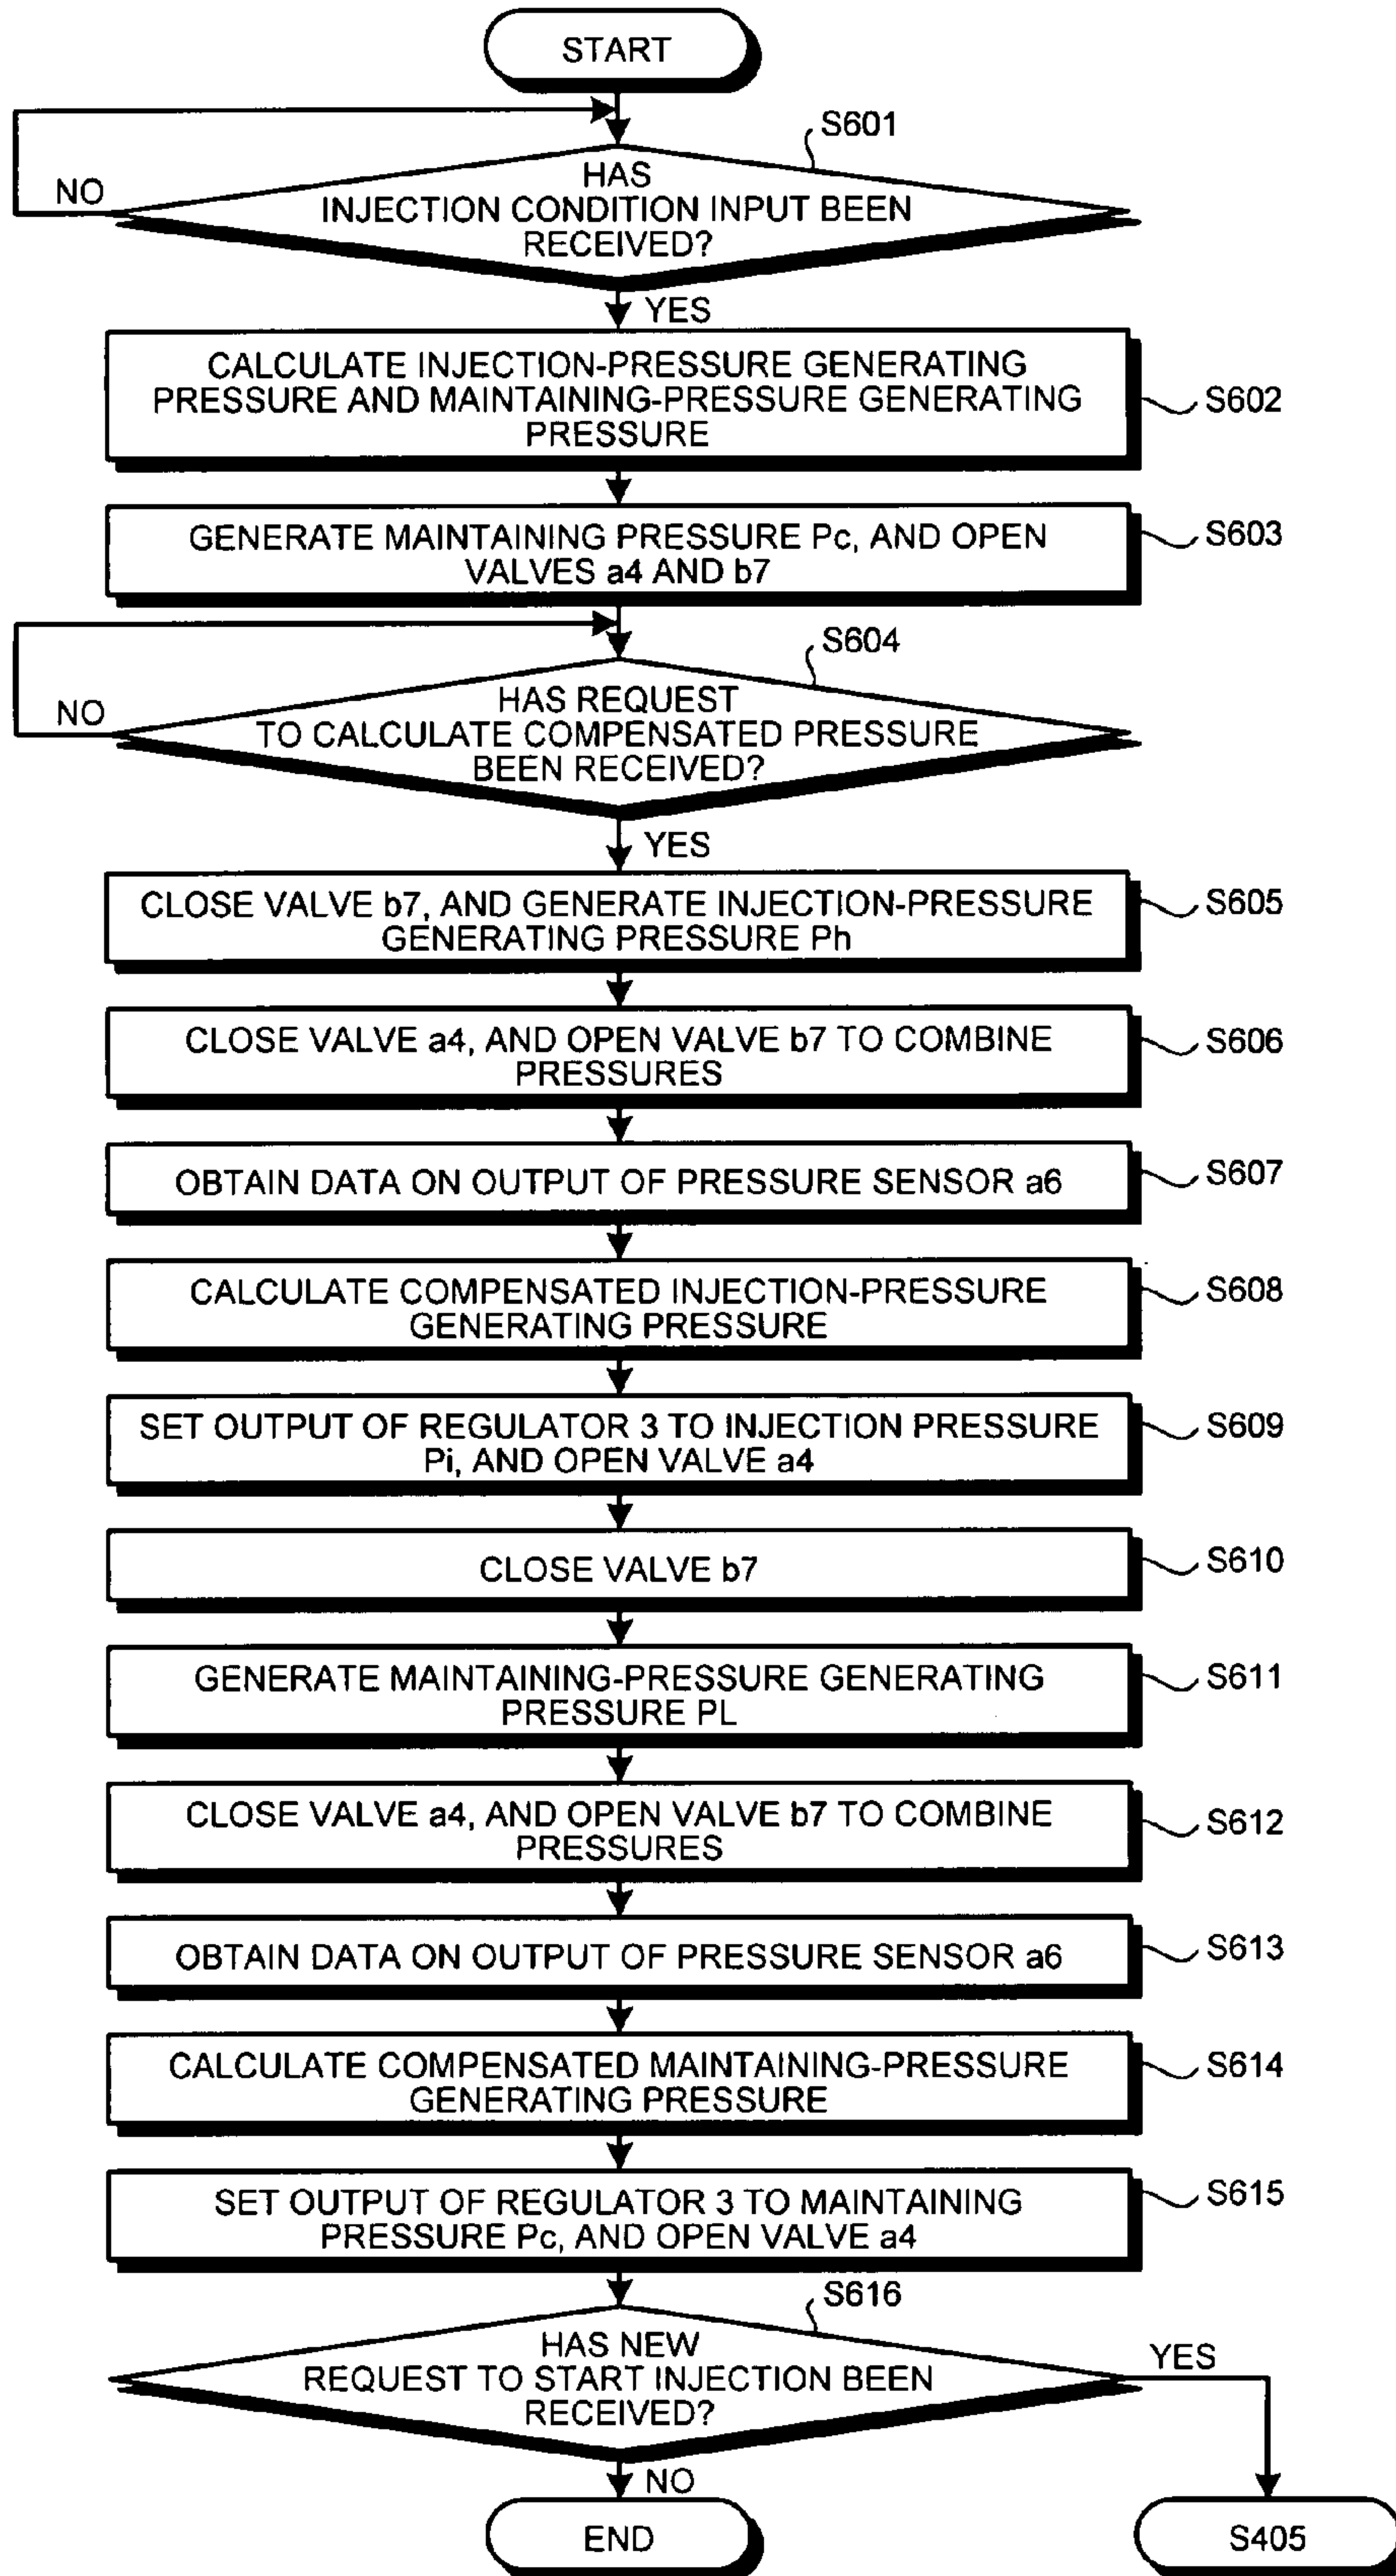 START
S601
HAS
INJECTION CONDITION INPUT BEEN
RECEIVED?
NO
YES
CALCULATE INJECTION-PRESSURE GENERATING
PRESSURE AND MAINTAINING-PRESSURE GENERATING
PRESSURE
S602
GENERATE MAINTAINING PRESSURE Pc, AND OPEN
VALVES a4 AND b7
S603
S604
HAS REQUEST
TO CALCULATE COMPENSATED PRESSURE
BEEN RECEIVED?
NO
YES
CLOSE VALVE b7, AND GENERATE INJECTION-PRESSURE
GENERATING PRESSURE Ph
S605
CLOSE VALVE a4, AND OPEN VALVE b7 TO COMBINE
PRESSURES
S606
OBTAIN DATA ON OUTPUT OF PRESSURE SENSOR a6
S607
CALCULATE COMPENSATED INJECTION-PRESSURE
GENERATING PRESSURE
S608
SET OUTPUT OF REGULATOR 3 TO INJECTION PRESSURE
Pi, AND OPEN VALVE a4
S609
CLOSE VALVE b7
S610
GENERATE MAINTAINING-PRESSURE GENERATING
PRESSURE PL
S611
CLOSE VALVE a4, AND OPEN VALVE b7 TO COMBINE
PRESSURES
S612
OBTAIN DATA ON OUTPUT OF PRESSURE SENSOR a6
S613
CALCULATE COMPENSATED MAINTAINING-PRESSURE
GENERATING PRESSURE
S614
SET OUTPUT OF REGULATOR 3 TO MAINTAINING
PRESSURE Pc, AND OPEN VALVE a4
S615
S616
HAS NEW
REQUEST TO START INJECTION BEEN
RECEIVED?
YES
NO
END
S405